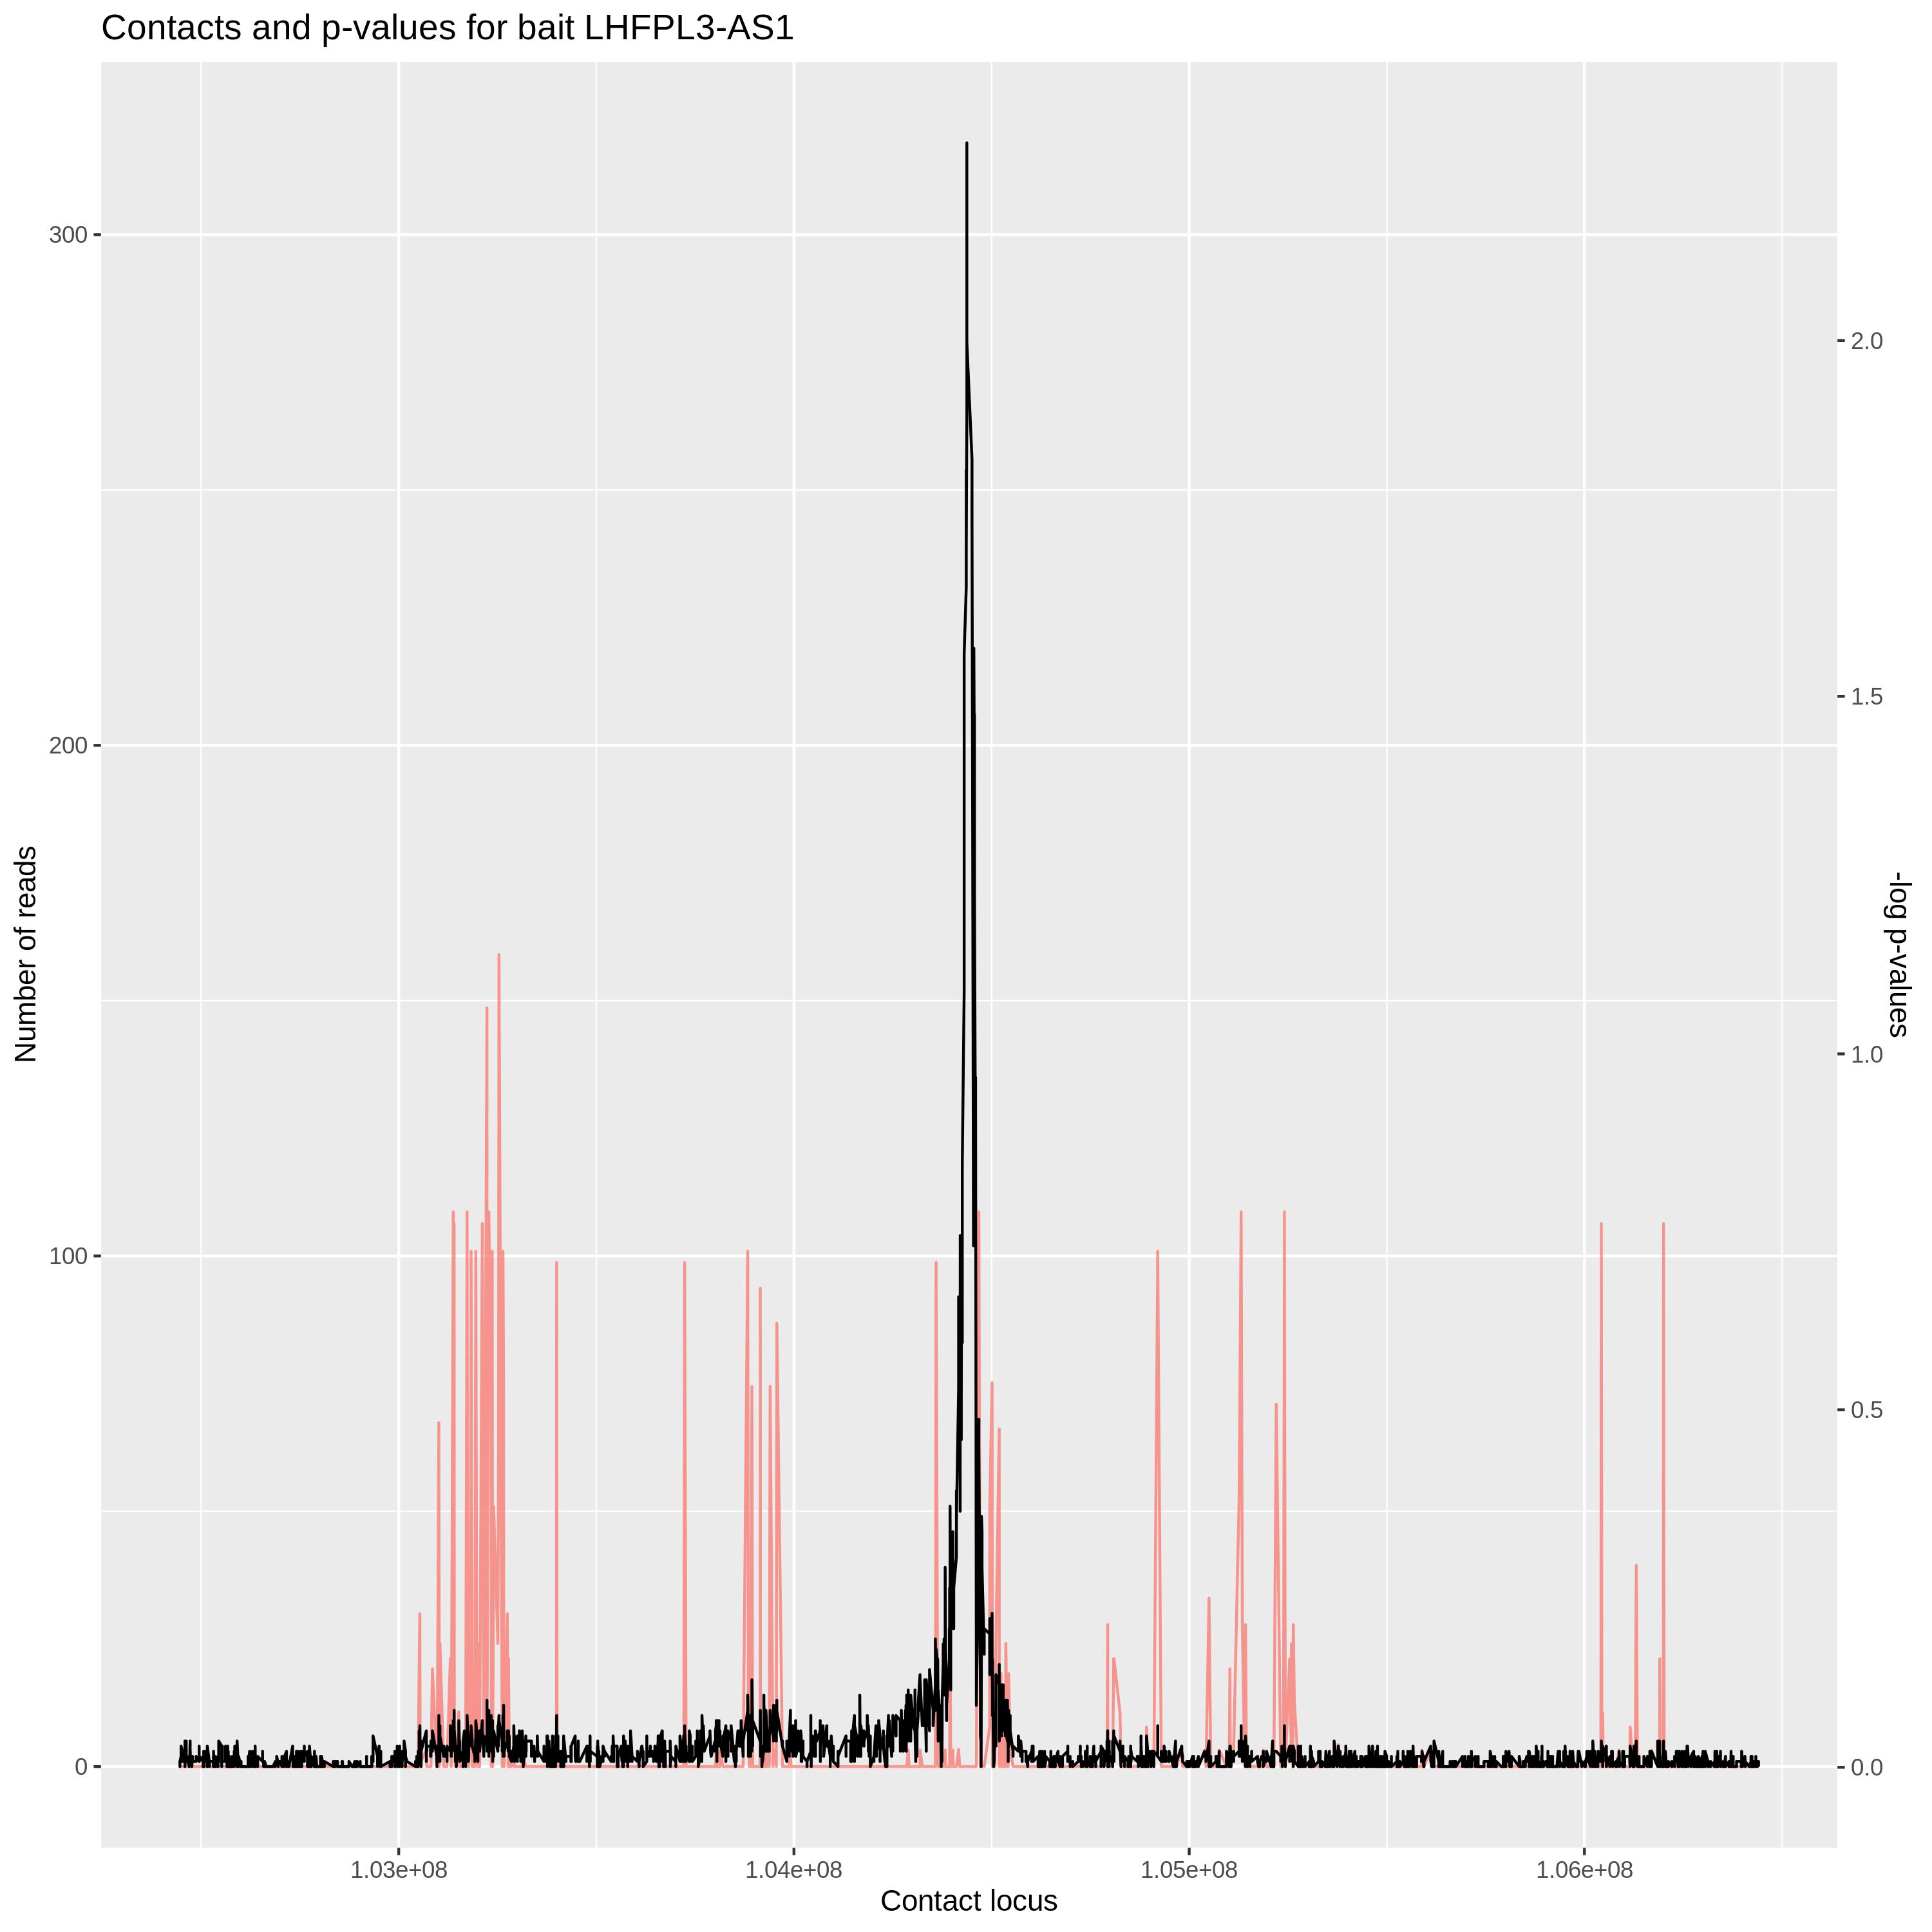 Contacts and p-values for bait LHFPL3-AS1
300
200
100
0
Number of reads
2.0
1.5
1.0
0.5
0.0
-log p-values
1.03e+08
1.04e+08
1.05e+08
1.06e+08
Contact locus